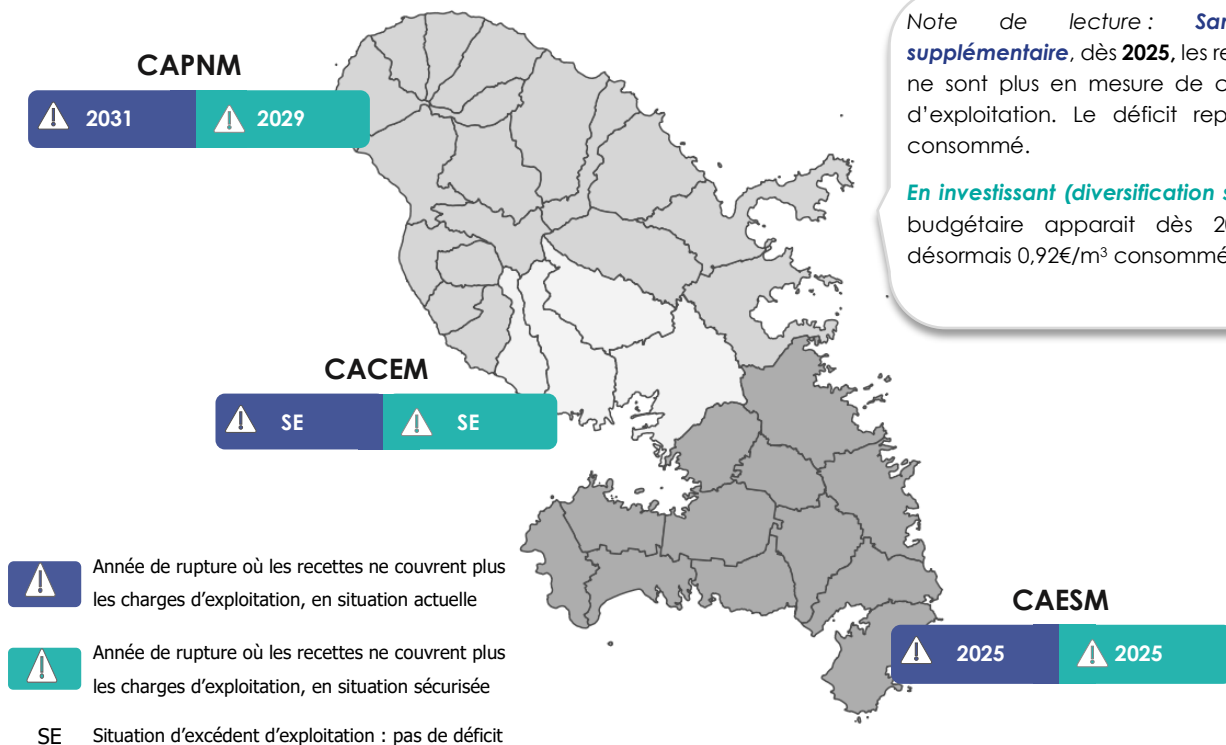 CAPNM
2031 2029
Note de lecture :
supplémentaire, dès 2025, les
ne sont plus en mesure de
d'exploitation. Le déficit
consommé.
En investissant (diversification
budgétaire apparait dès
désormais 0,92€/m³ consommé
CACEM
SE SE
CAESM
2025 2025
Année de rupture où les recettes ne couvrent plus
les charges d'exploitation, en situation actuelle
Année de rupture où les recettes ne couvrent plus
les charges d'exploitation, en situation sécurisée
SE Situation d'excédent d'exploitation : pas de déficit